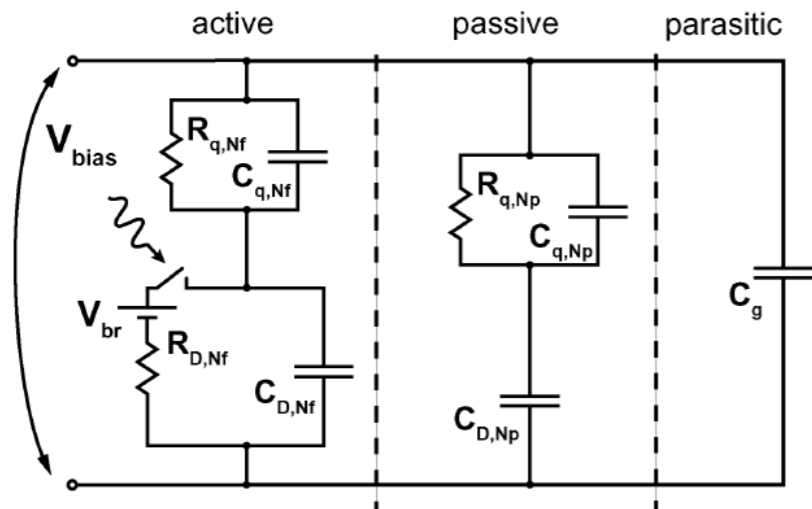 active
passive
parasitic
V_bias
R_q,Nf
C_q,Nf
R_q,Np
C_q,Np
V_br
R_D,Nf
C_D,Nf
C_D,Np
C_g